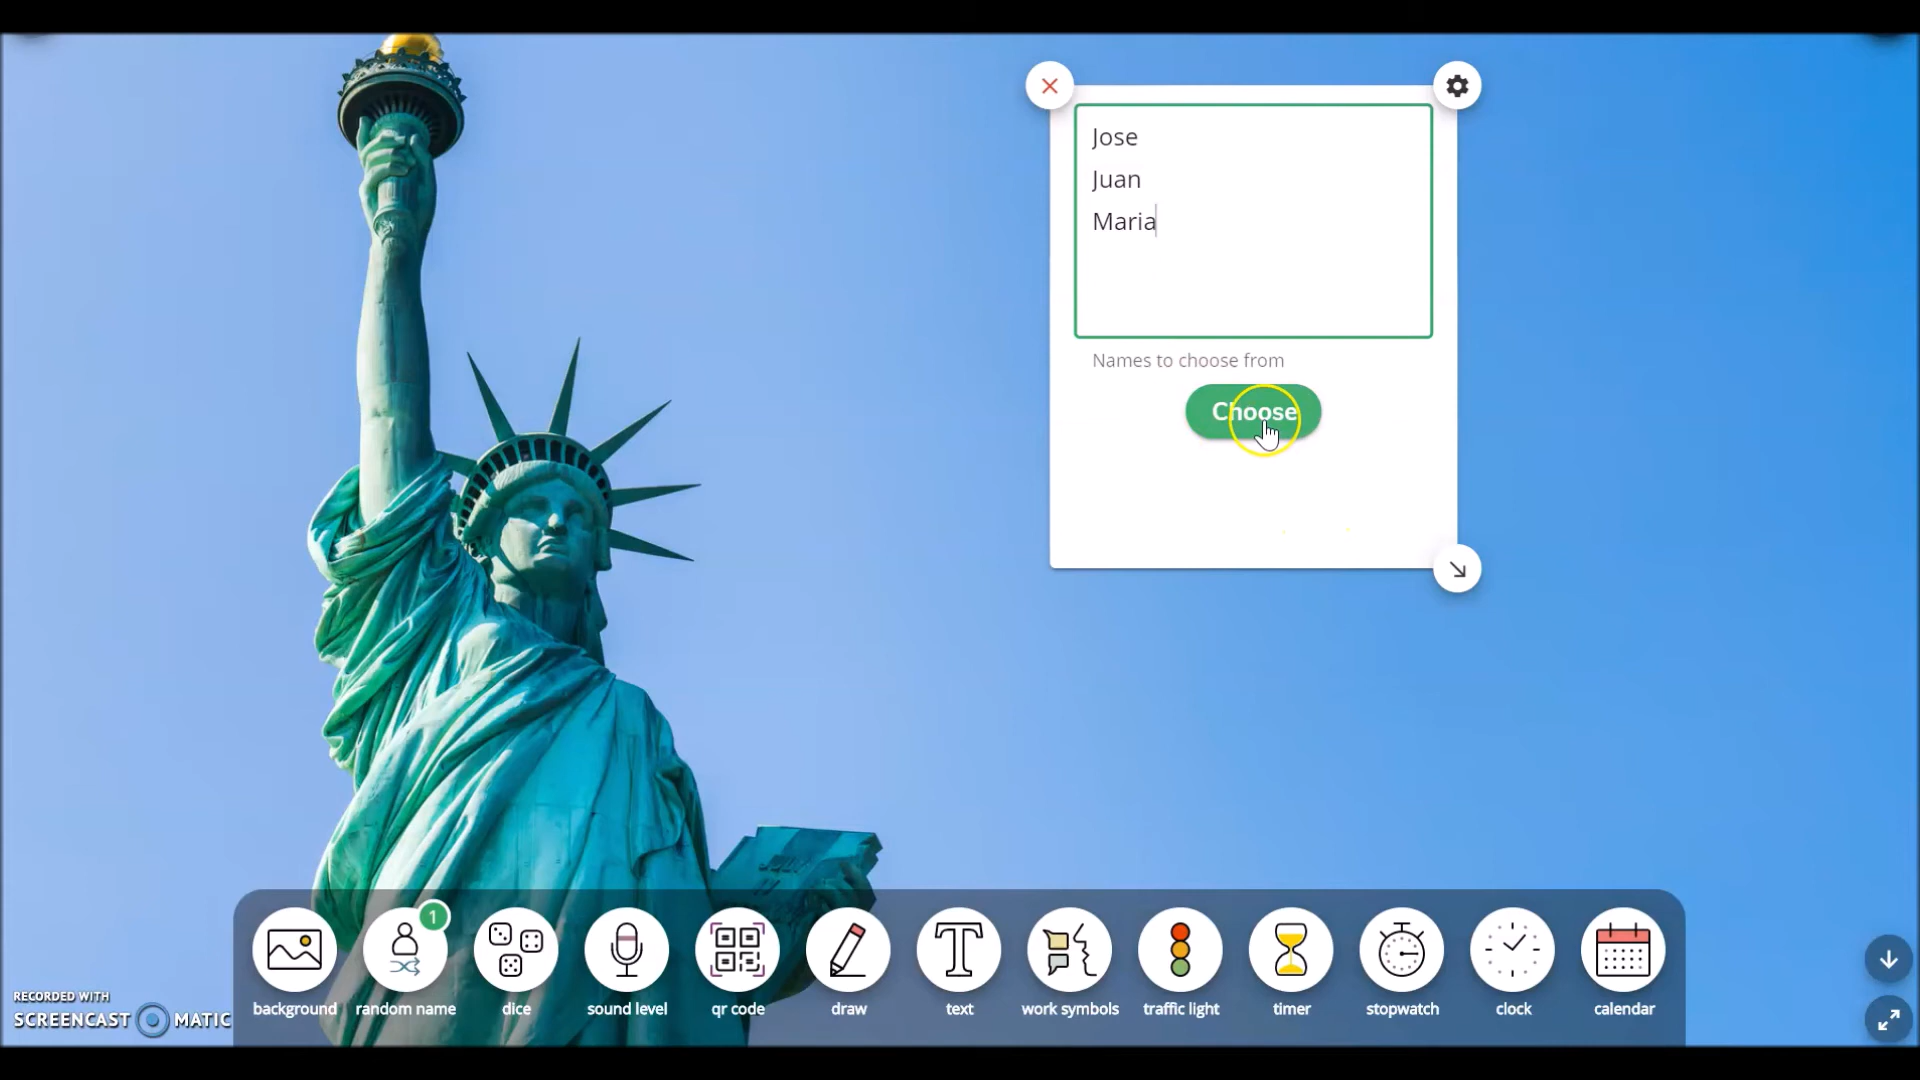 Jose
Juan
Maria
Names to choose from
Choose
1
background
random name
dice
sound level
qr code
draw
text
work symbols
traffic light
timer
stopwatch
clock
calendar
RECORDED WITH
SCREENCAST MATIC